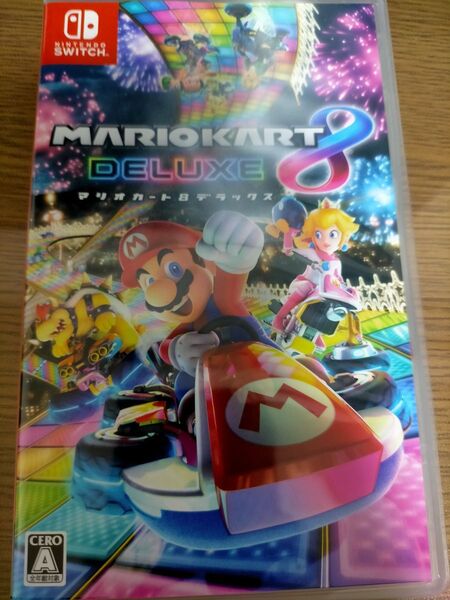 NINTENDO
SWITCH
MARIOKART 8
DELUXE
マリオカート8デラックス
M
M
CERO
A
全年齢対象